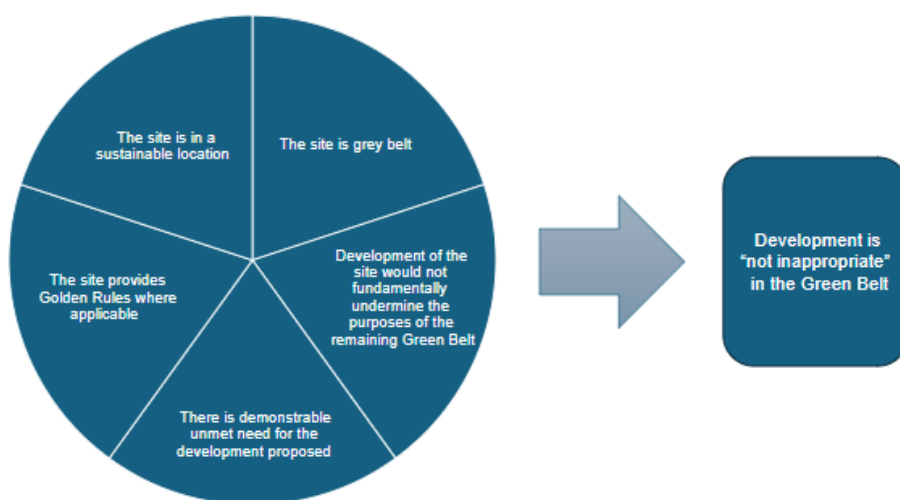 The site is in a
sustainable location
The site is grey belt
Development of the
site would not
fundamentally
undermine the
purposes of the
remaining Green Belt
There is demonstrable
unmet need for the
development proposed
The site provides
Golden Rules where
applicable
Development is
"not inappropriate"
in the Green Belt